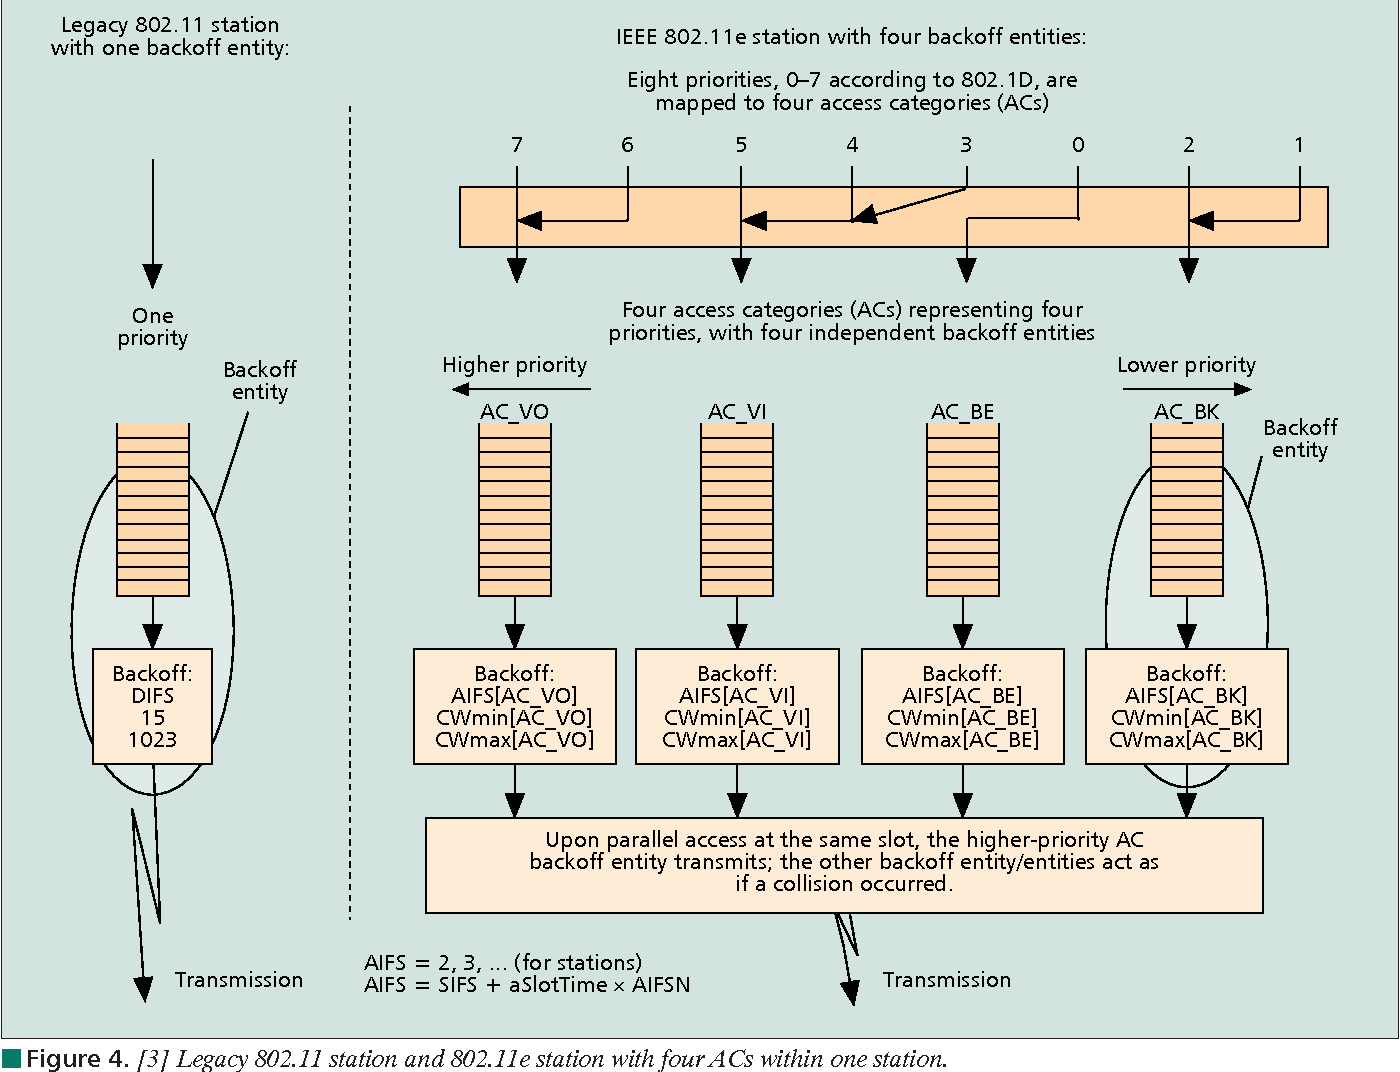 Legacy 802.11 station
with one backoff entity:
One
priority
Backoff
entity
Backoff:
DIFS
15
1023
Transmission
IEEE 802.11e station with four backoff entities:
Eight priorities, 0–7 according to 802.1D, are
mapped to four access categories (ACs)
7 6 5 4 3 0 2 1
Four access categories (ACs) representing four
priorities, with four independent backoff entities
Higher priority
Lower priority
AC_VO AC_VI AC_BE AC_BK
Backoff
entity
Backoff:
AIFS[AC_VO]
CWmin[AC_VO]
CWmax[AC_VO]
Backoff:
AIFS[AC_VI]
CWmin[AC_VI]
CWmax[AC_VI]
Backoff:
AIFS[AC_BE]
CWmin[AC_BE]
CWmax[AC_BE]
Backoff:
AIFS[AC_BK]
CWmin[AC_BK]
CWmax[AC_BK]
Upon parallel access at the same slot, the higher-priority AC
backoff entity transmits; the other backoff entity/entities act as
if a collision occurred.
AIFS = 2, 3, ... (for stations)
AIFS = SIFS + aSlotTime × AIFSN
Transmission
Figure 4. [3] Legacy 802.11 station and 802.11e station with four ACs within one station.